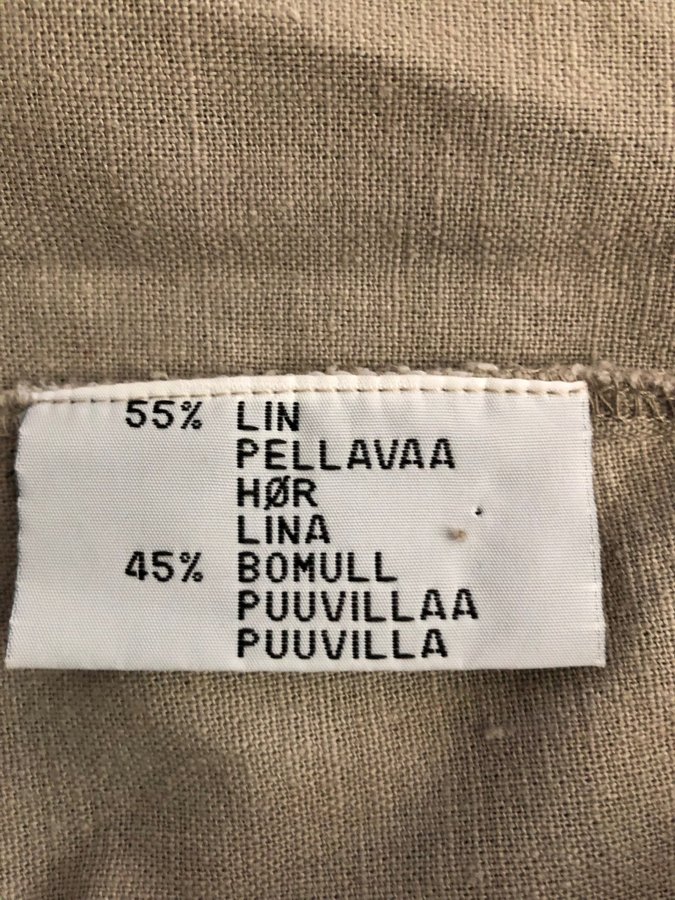 55% LIN
PELLAVAA
HØR
LINA
45% BOMULL
PUUVILLAA
PUUVILLA